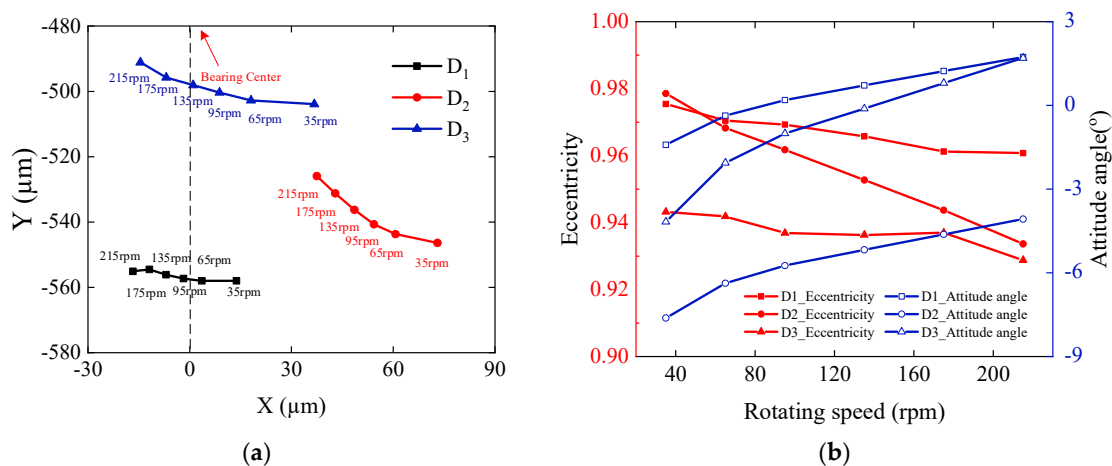 -480
-500
-520
-540
-560
-580
Y (μm)
-30
0
30
60
90
X (μm)
Bearing Center
D1
D2
D3
215rpm
175rpm
135rpm
95rpm
65rpm
35rpm
215rpm
175rpm
135rpm
95rpm
65rpm
35rpm
215rpm
135rpm
65rpm
175rpm
95rpm
35rpm
(a)
1.00
0.98
0.96
0.94
0.92
0.90
Eccentricity
3
0
-3
-6
-9
Attitude angle(°)
D1_Eccentricity
D2_Eccentricity
D3_Eccentricity
D1_Attitude angle
D2_Attitude angle
D3_Attitude angle
40
80
120
160
200
Rotating speed (rpm)
(b)